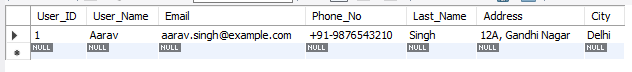 User_ID User_Name Email Phone_No Last_Name Address City
1 Aarav aarav.singh@example.com +91-9876543210 Singh 12A, Gandhi Nagar Delhi
NULL NULL NULL NULL NULL NULL NULL